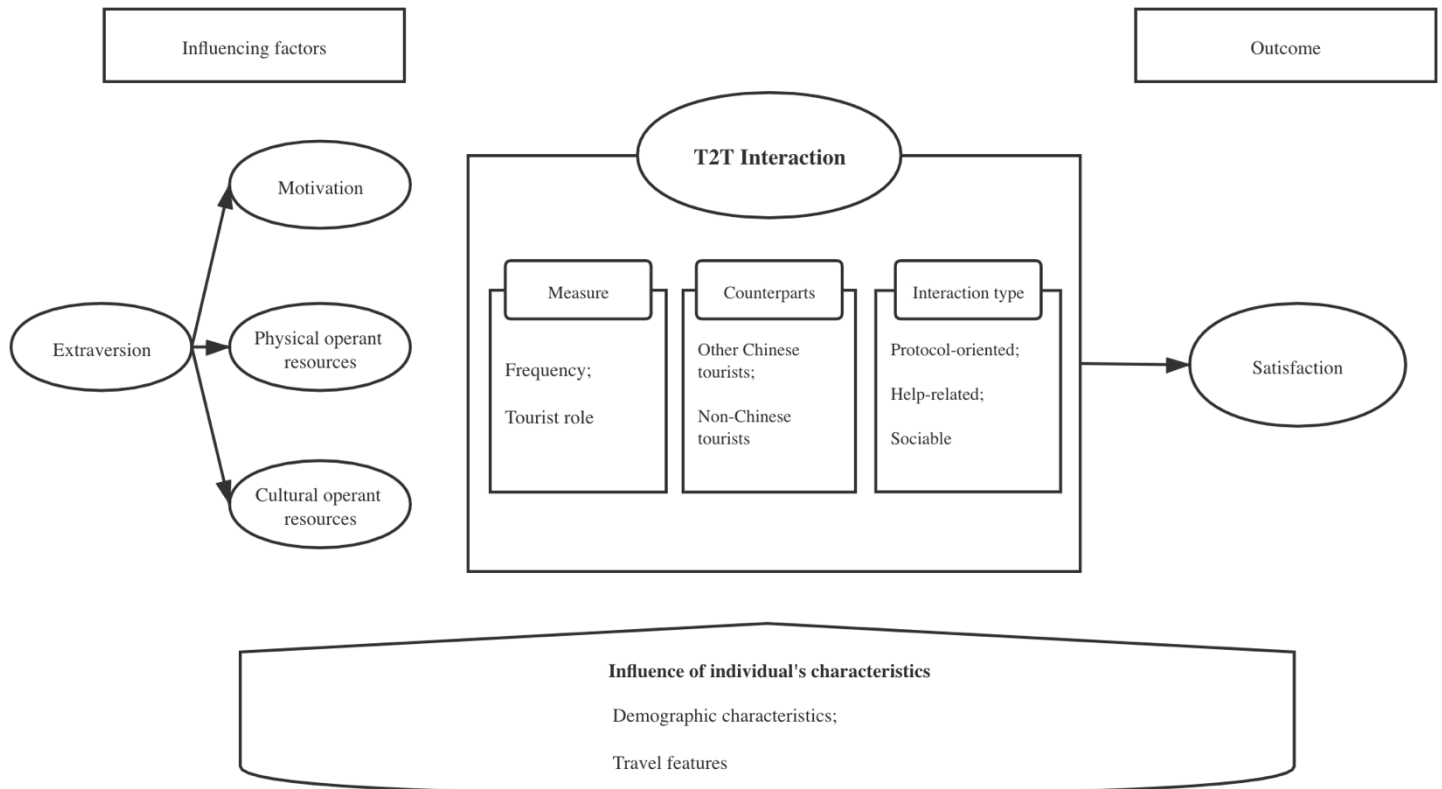 Influencing factors
Outcome
T2T Interaction
Motivation
Extraversion
Physical operant
resources
Cultural operant
resources
Measure
Frequency;
Tourist role
Counterparts
Other Chinese
tourists;
Non-Chinese
tourists
Interaction type
Protocol-oriented;
Help-related;
Sociable
Satisfaction
Influence of individual's characteristics
Demographic characteristics;
Travel features